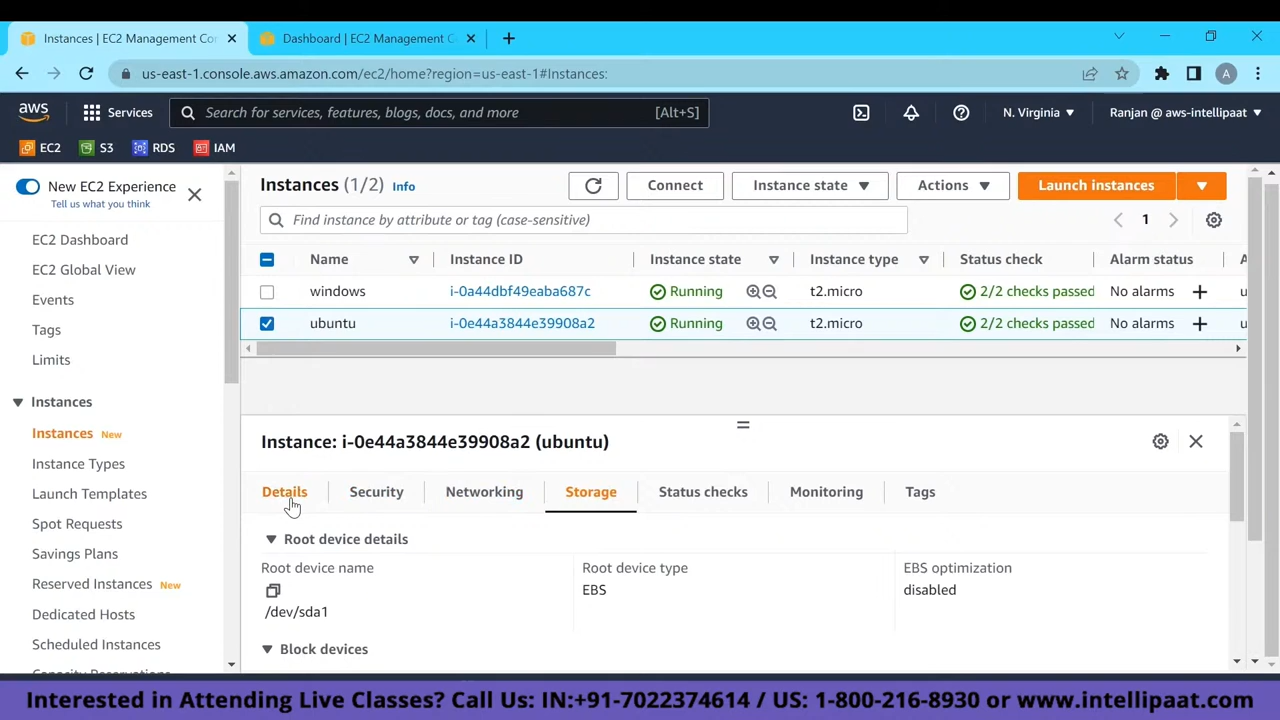 Instances | EC2 Management Con
Dashboard | EC2 Management C
us-east-1.console.aws.amazon.com/ec2/home?region=us-east-1#Instances:
A
aws
Services
Search for services, features, blogs, docs, and more
[Alt+S]
N. Virginia
Ranjan @ aws-intellipaat
EC2
S3
RDS
IAM
New EC2 Experience
Tell us what you think
EC2 Dashboard
EC2 Global View
Events
Tags
Limits
Instances
Instances New
Instance Types
Launch Templates
Spot Requests
Savings Plans
Reserved Instances New
Dedicated Hosts
Scheduled Instances
Capacity Reservations
Instances (1/2) Info
Connect
Instance state
Actions
Launch instances
Find instance by attribute or tag (case-sensitive)
1
Name Instance ID Instance state Instance type Status check Alarm status A
windows i-0a44dbf49eaba687c Running t2.micro 2/2 checks passed No alarms + u
ubuntu i-0e44a3844e39908a2 Running t2.micro 2/2 checks passed No alarms + u
Instance: i-0e44a3844e39908a2 (ubuntu)
Details Security Networking Storage Status checks Monitoring Tags
Root device details
Root device name Root device type EBS optimization
EBS disabled
/dev/sda1
Block devices
Interested in Attending Live Classes? Call Us: IN:+91-7022374614 / US: 1-800-216-8930 or www.intellipaat.com